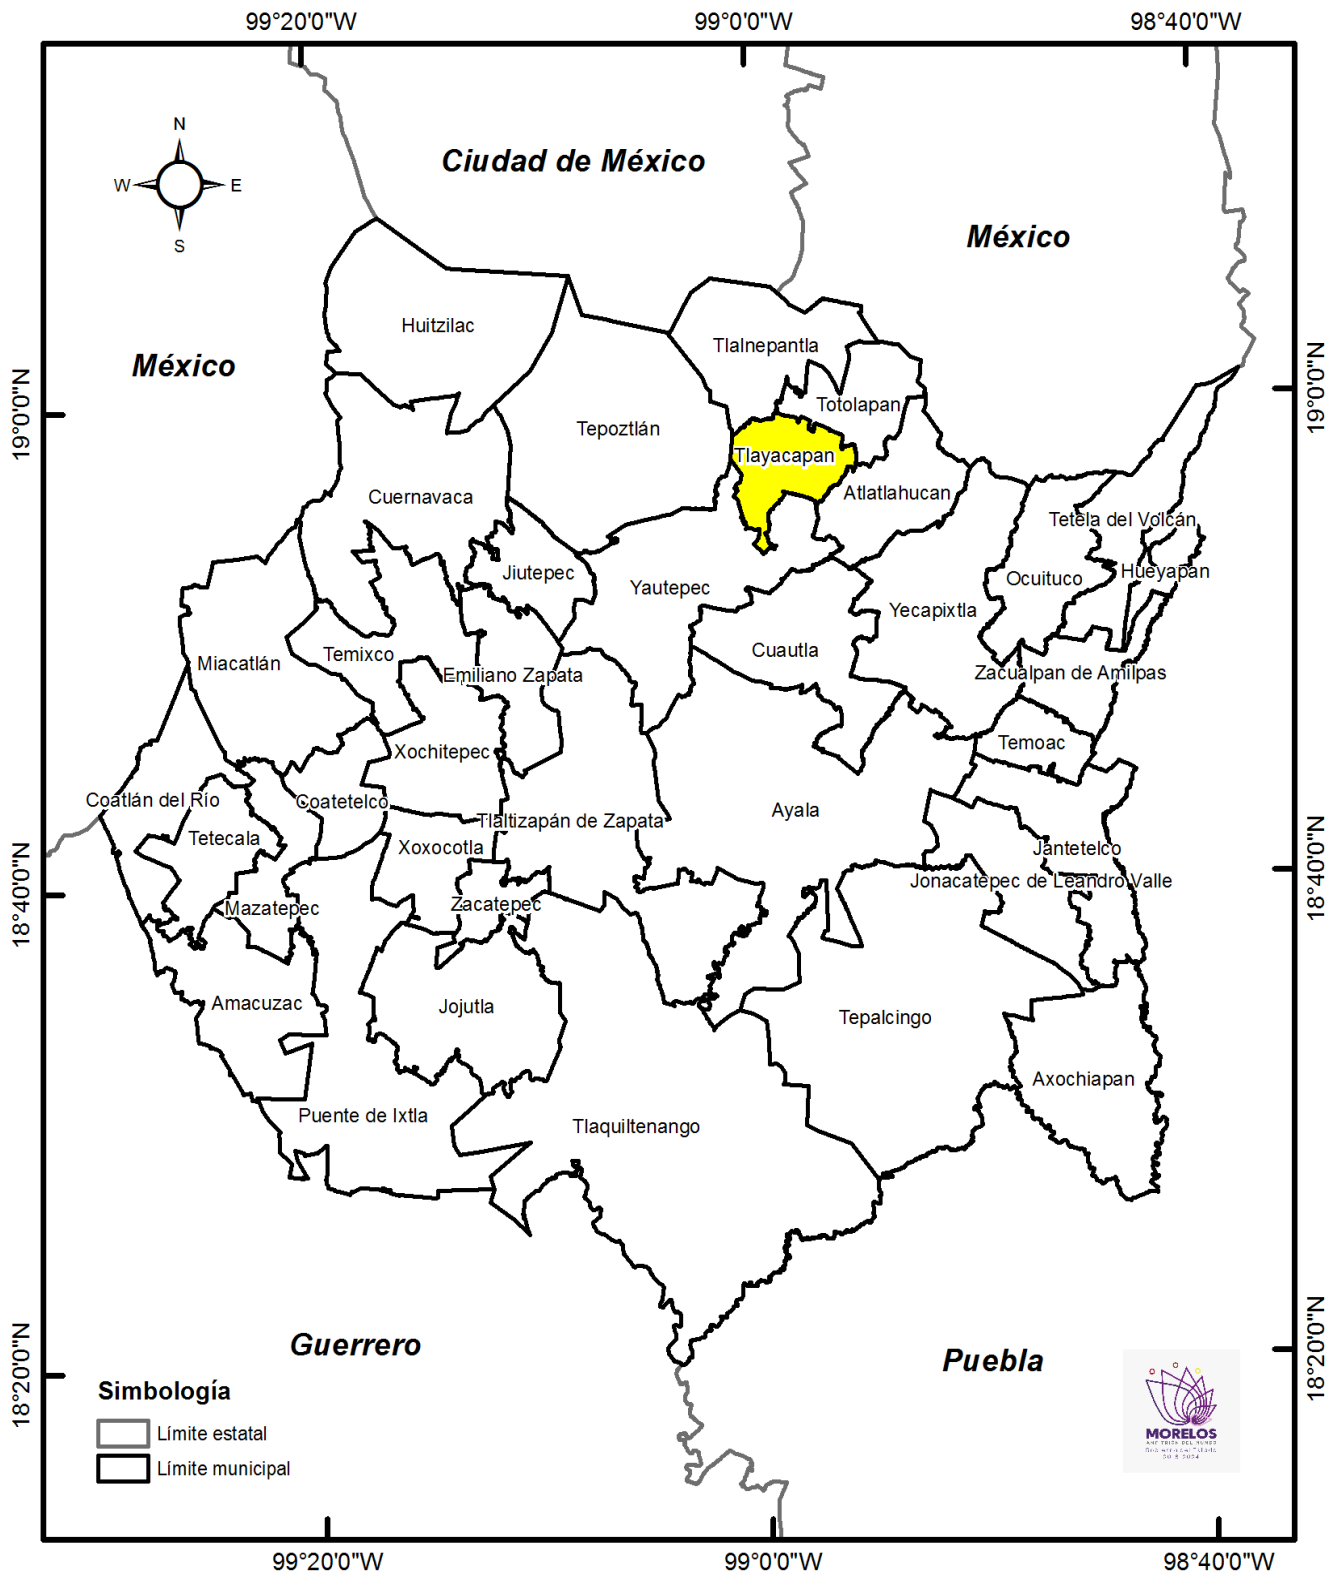 99°20'0"W 99°0'0"W 98°40'0"W
N
W E
S
Ciudad de México
México
México
19°0'0"N
19°0'0"N
Huitzilac
Tlalnepantla
Totolapan
Tepoztlán
Tlayacapan
Atlatlahucan
Cuernavaca
Tetela del Volcán
Hueyapan
Jiutepec
Ocuituco
Yautepec
Yecapixtla
Cuautla
Temixco
Miacatlán
Emiliano Zapata
Zacualpan de Amilpas
Temoac
Xochitepec
Coatlán del Río
Coatetelco
Ayala
Tlaltizapán de Zapata
Tetecala
Xoxocotla
Jantetelco
Jonacatepec de Leandro Valle
18°40'0"N
18°40'0"N
Mazatepec
Zacatepec
Amacuzac
Jojutla
Tepalcingo
Axochiapan
Puente de Ixtla
Tlaquiltenango
Guerrero
Puebla
18°20'0"N
18°20'0"N
Simbología
Límite estatal
Límite municipal
MORELOS
2018-2024
99°20'0"W 99°0'0"W 98°40'0"W